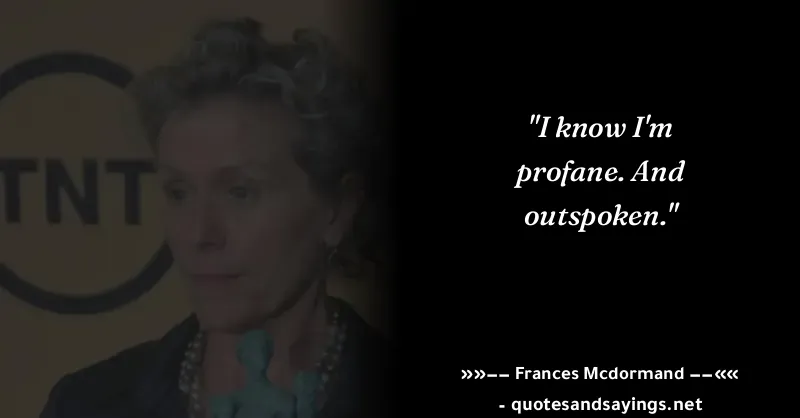 TNT
"I know I'm
profane. And
outspoken."
»»–– Frances Mcdormand ––««
- quotesandsayings.net